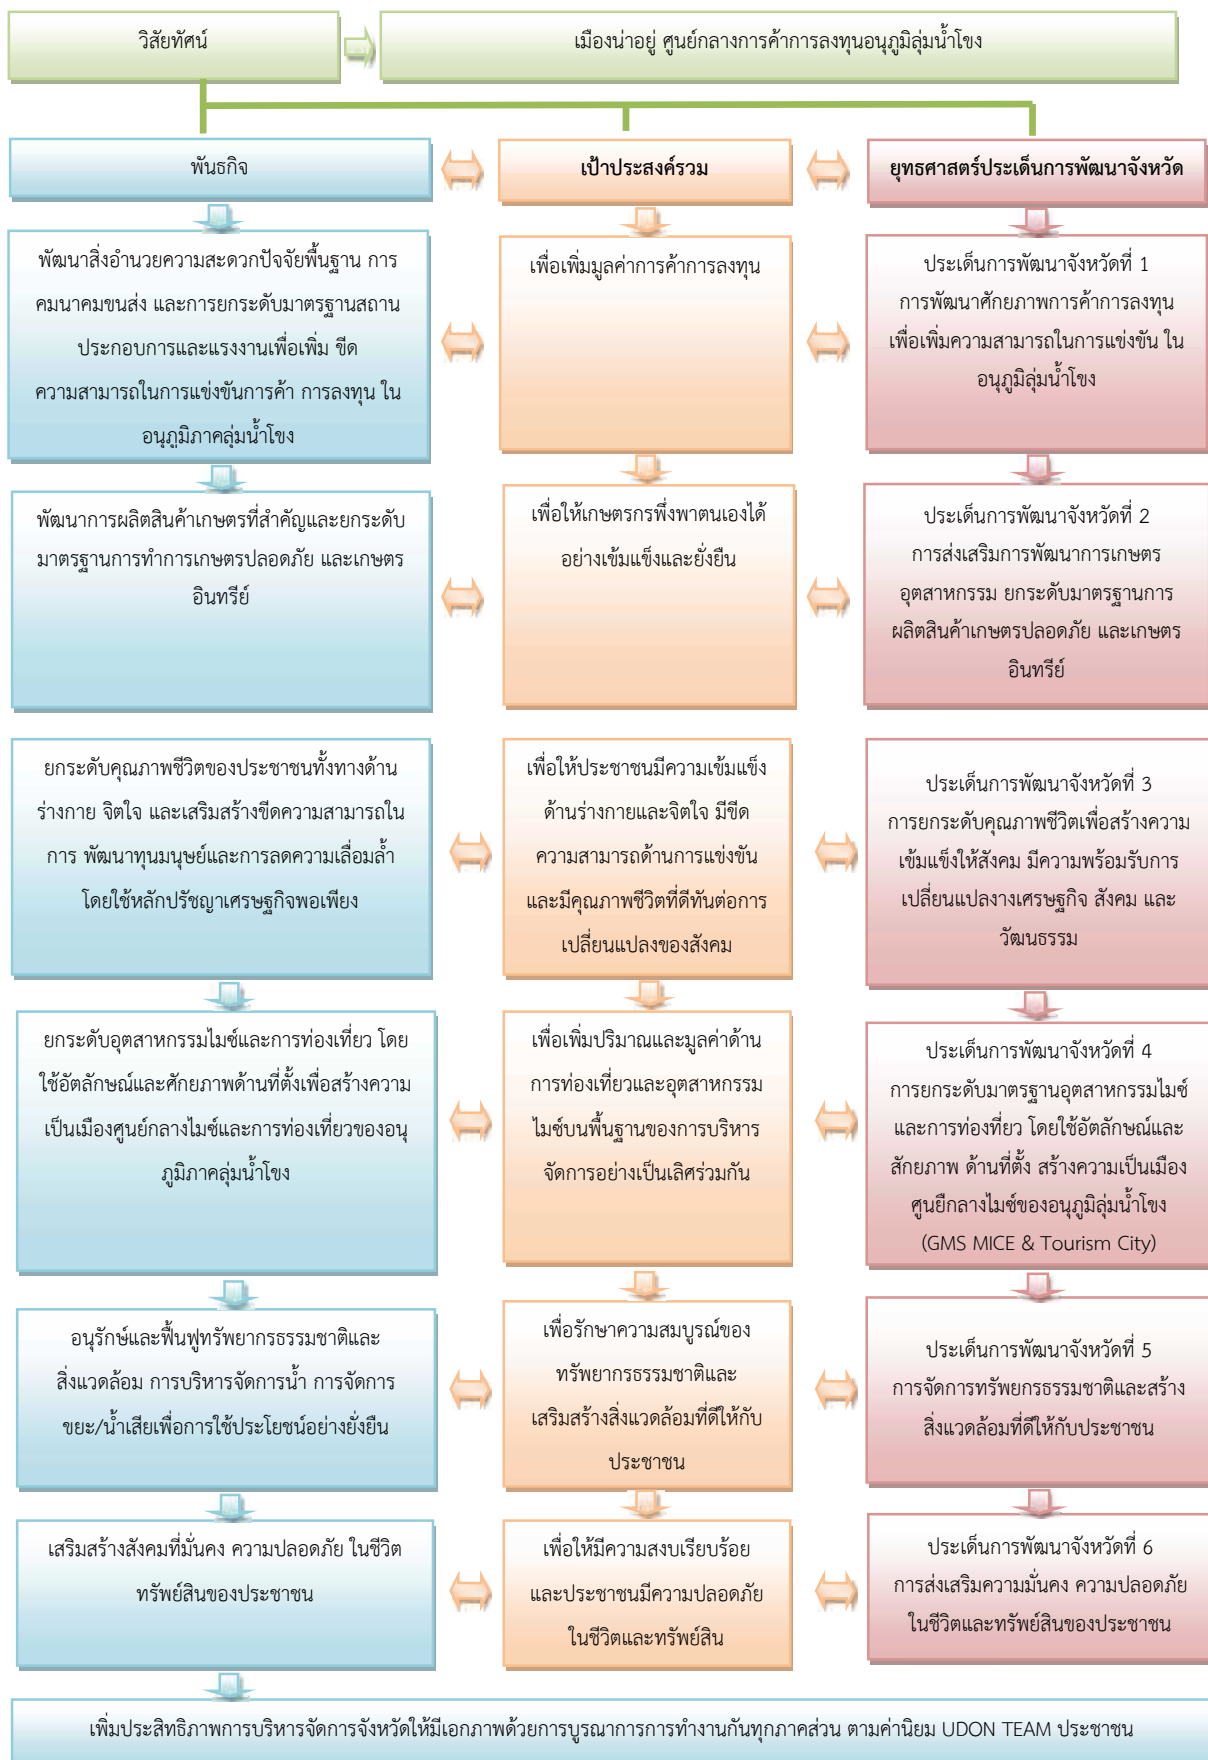 วิสัยทัศน์
เมืองน่าอยู่ ศูนย์กลางการค้าการลงทุนอนุภูมิลุ่มน้ำโขง
พันธกิจ
เป้าประสงค์รวม
ยุทธศาสตร์ประเด็นการพัฒนาจังหวัด
พัฒนาสิ่งอำนวยความสะดวกปัจจัยพื้นฐาน การ
คมนาคมขนส่ง และการยกระดับมาตรฐานสถาน
ประกอบการและแรงงานเพื่อเพิ่ม ขีด
ความสามารถในการแข่งขันการค้า การลงทุน ใน
อนุภูมิภาคลุ่มน้ำโขง
เพื่อเพิ่มมูลค่าการค้าการลงทุน
ประเด็นการพัฒนาจังหวัดที่ 1
การพัฒนาศักยภาพการค้าการลงทุน
เพื่อเพิ่มความสามารถในการแข่งขัน ใน
อนุภูมิลุ่มน้ำโขง
พัฒนาการผลิตสินค้าเกษตรที่สำคัญและยกระดับ
มาตรฐานการทำการเกษตรปลอดภัย และเกษตร
อินทรีย์
เพื่อให้เกษตรกรพึ่งพาตนเองได้
อย่างเข้มแข็งและยั่งยืน
ประเด็นการพัฒนาจังหวัดที่ 2
การส่งเสริมการพัฒนาการเกษตร
อุตสาหกรรม ยกระดับมาตรฐานการ
ผลิตสินค้าเกษตรปลอดภัย และเกษตร
อินทรีย์
ยกระดับคุณภาพชีวิตของประชาชนทั้งทางด้าน
ร่างกาย จิตใจ และเสริมสร้างขีดความสามารถใน
การ พัฒนาทุนมนุษย์และการลดความเลื่อมล้ำ
โดยใช้หลักปรัชญาเศรษฐกิจพอเพียง
เพื่อให้ประชาชนมีความเข้มแข็ง
ด้านร่างกายและจิตใจ มีขีด
ความสามารถด้านการแข่งขัน
และมีคุณภาพชีวิตที่ดีทันต่อการ
เปลี่ยนแปลงของสังคม
ประเด็นการพัฒนาจังหวัดที่ 3
การยกระดับคุณภาพชีวิตเพื่อสร้างความ
เข้มแข็งให้สังคม มีความพร้อมรับการ
เปลี่ยนแปลงางเศรษฐกิจ สังคม และ
วัฒนธรรม
ยกระดับอุตสาหกรรมไมซ์และการท่องเที่ยว โดย
ใช้อัตลักษณ์และศักยภาพด้านที่ตั้งเพื่อสร้างความ
เป็นเมืองศูนย์กลางไมซ์และการท่องเที่ยวของอนุ
ภูมิภาคลุ่มน้ำโขง
เพื่อเพิ่มปริมาณและมูลค่าด้าน
การท่องเที่ยวและอุตสาหกรรม
ไมซ์บนพื้นฐานของการบริหาร
จัดการอย่างเป็นเลิศร่วมกัน
ประเด็นการพัฒนาจังหวัดที่ 4
การยกระดับมาตรฐานอุตสาหกรรมไมซ์
และการท่องที่ยว โดยใช้อัตลักษณ์และ
สักยภาพ ด้านที่ตั้ง สร้างความเป็นเมือง
ศูนยืกลางไมซ์ของอนุภูมิลุ่มน้ำโขง
(GMS MICE & Tourism City)
อนุรักษ์และฟื้นฟูทรัพยากรธรรมชาติและ
สิ่งแวดล้อม การบริหารจัดการน้ำ การจัดการ
ขยะ/น้ำเสียเพื่อการใช้ประโยชน์อย่างยั่งยืน
เพื่อรักษาความสมบูรณ์ของ
ทรัพยากรธรรมชาติและ
เสริมสร้างสิ่งแวดล้อมที่ดีให้กับ
ประชาชน
ประเด็นการพัฒนาจังหวัดที่ 5
การจัดการทรัพยกรธรรมชาติและสร้าง
สิ่งแวดล้อมที่ดีให้กับประชาชน
เสริมสร้างสังคมที่มั่นคง ความปลอดภัย ในชีวิต
ทรัพย์สินของประชาชน
เพื่อให้มีความสงบเรียบร้อย
และประชาชนมีความปลอดภัย
ในชีวิตและทรัพย์สิน
ประเด็นการพัฒนาจังหวัดที่ 6
การส่งเสริมความมั่นคง ความปลอดภัย
ในชีวิตและทรัพย์สินของประชาชน
เพิ่มประสิทธิภาพการบริหารจัดการจังหวัดให้มีเอกภาพด้วยการบูรณาการการทำงานกันทุกภาคส่วน ตามค่านิยม UDON TEAM ประชาชน